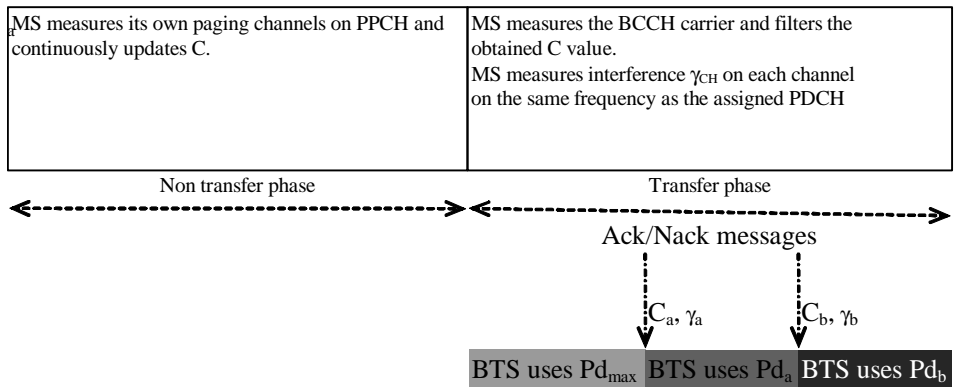 a
MS measures its own paging channels on PPCH and
continuously updates C.
MS measures the BCCH carrier and filters the
obtained C value.
MS measures interference γCH on each channel
on the same frequency as the assigned PDCH
Non transfer phase
Transfer phase
Ack/Nack messages
Ca, γa
Cb, γb
BTS uses Pdmax
BTS uses Pda
BTS uses Pdb